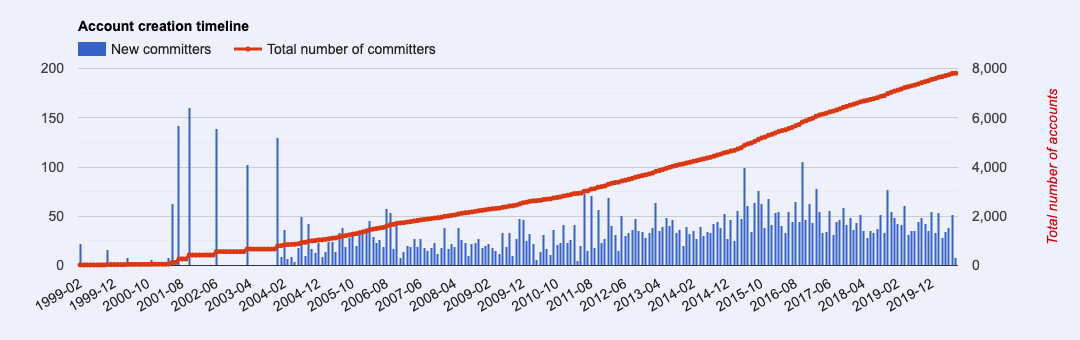 Account creation timeline
New committers Total number of committers
200 8,000
150 6,000
100 4,000
50 2,000
0 0
Total number of accounts
1999-02 1999-12 2000-10 2001-08 2002-06 2003-04 2004-02 2004-12 2005-10 2006-08 2007-06 2008-04 2009-02 2009-12 2010-10 2011-08 2012-06 2013-04 2014-02 2014-12 2015-10 2016-08 2017-06 2018-04 2019-02 2019-12